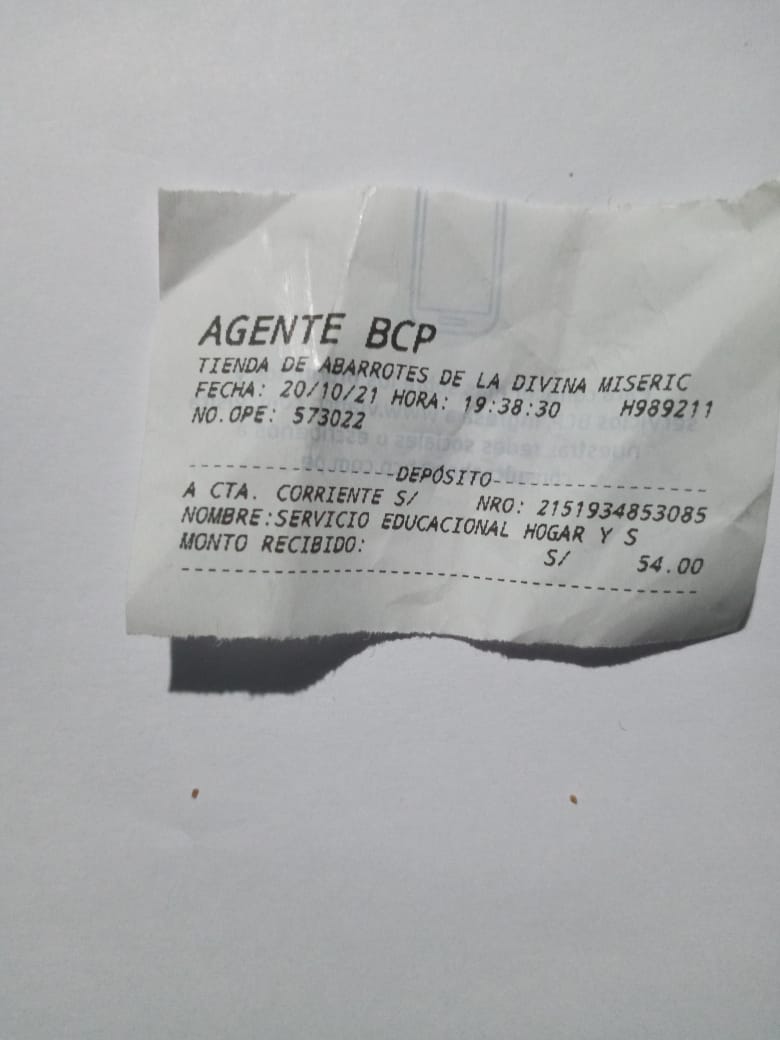 AGENTE BCP
TIENDA DE ABARROTES DE LA DIVINA MISERIC
FECHA: 20/10/21 HORA: 19:38:30 H989211
NO.OPE: 573022
--------------------DEPÓSITO--------------------
A CTA. CORRIENTE S/ NRO: 2151934853085
NOMBRE:SERVICIO EDUCACIONAL HOGAR Y S
MONTO RECIBIDO: S/ 54.00